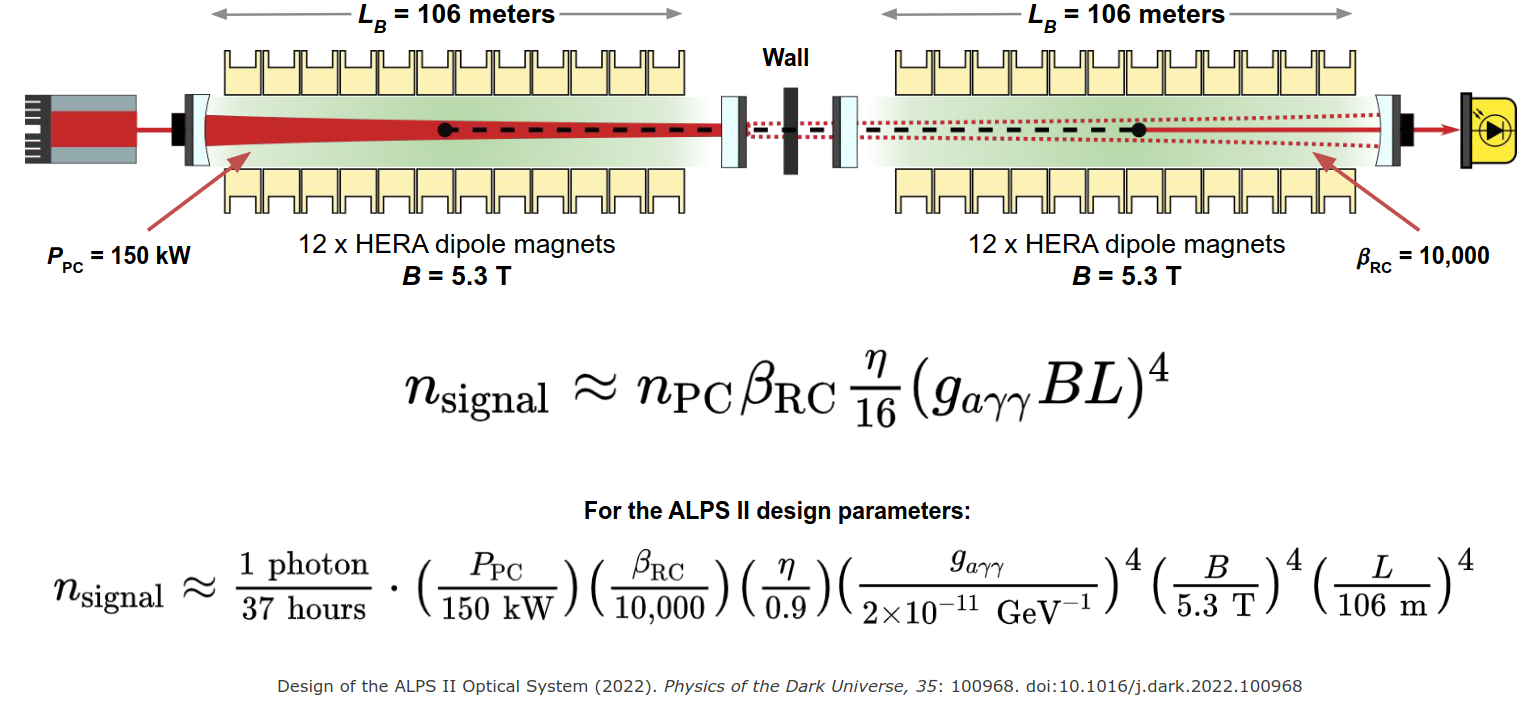 L_B = 106 meters
L_B = 106 meters
Wall
P_PC = 150 kW
12 x HERA dipole magnets
B = 5.3 T
12 x HERA dipole magnets
B = 5.3 T
β_RC = 10,000
n_signal ≈ n_PC β_RC η/16 (g_aγγ BL)^4
For the ALPS II design parameters:
n_signal ≈ 1 photon/37 hours · (P_PC/150 kW) (β_RC/10,000) (η/0.9) (g_aγγ/2×10^−11 GeV^−1)^4 (B/5.3 T)^4 (L/106 m)^4
Design of the ALPS II Optical System (2022). Physics of the Dark Universe, 35: 100968. doi:10.1016/j.dark.2022.100968